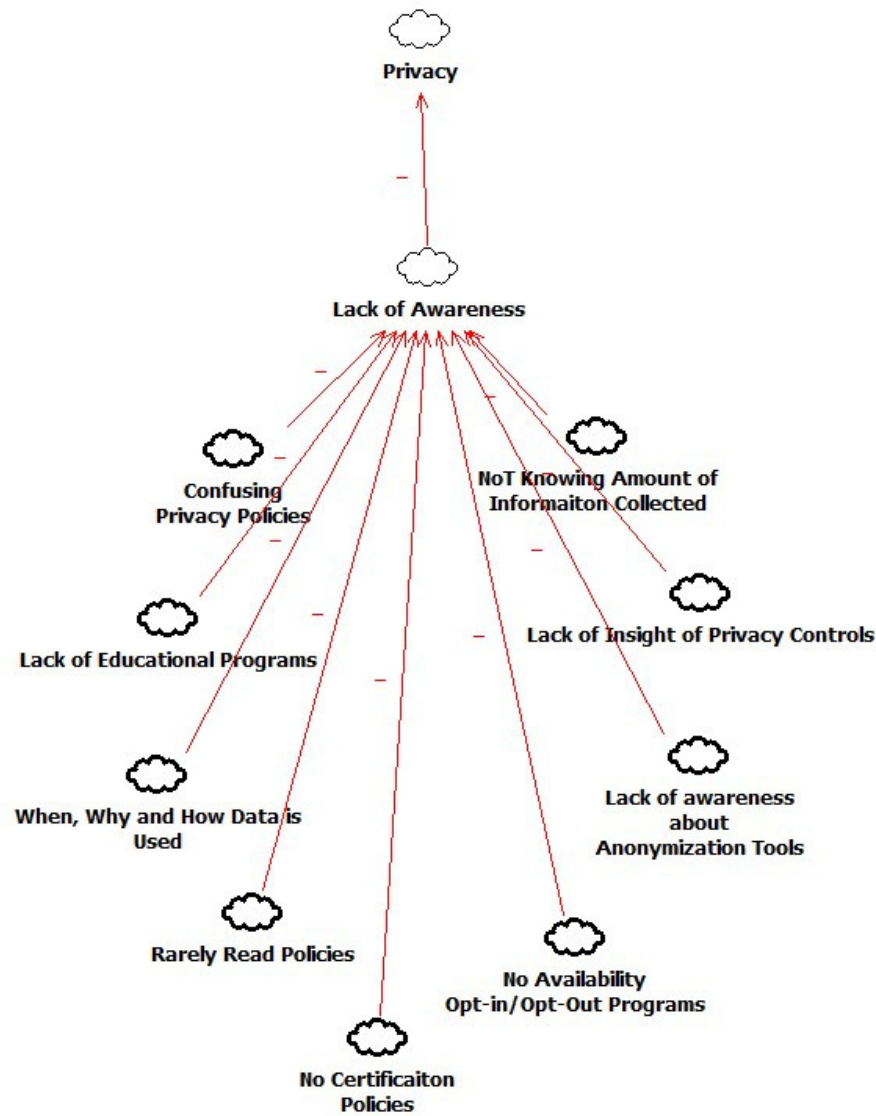 Privacy
Lack of Awareness
Confusing
Privacy Policies
NoT Knowing Amount of
Informaiton Collected
Lack of Educational Programs
Lack of Insight of Privacy Controls
When, Why and How Data is
Used
Lack of awareness
about
Anonymization Tools
Rarely Read Policies
No Availability
Opt-in/Opt-Out Programs
No Certificaiton
Policies